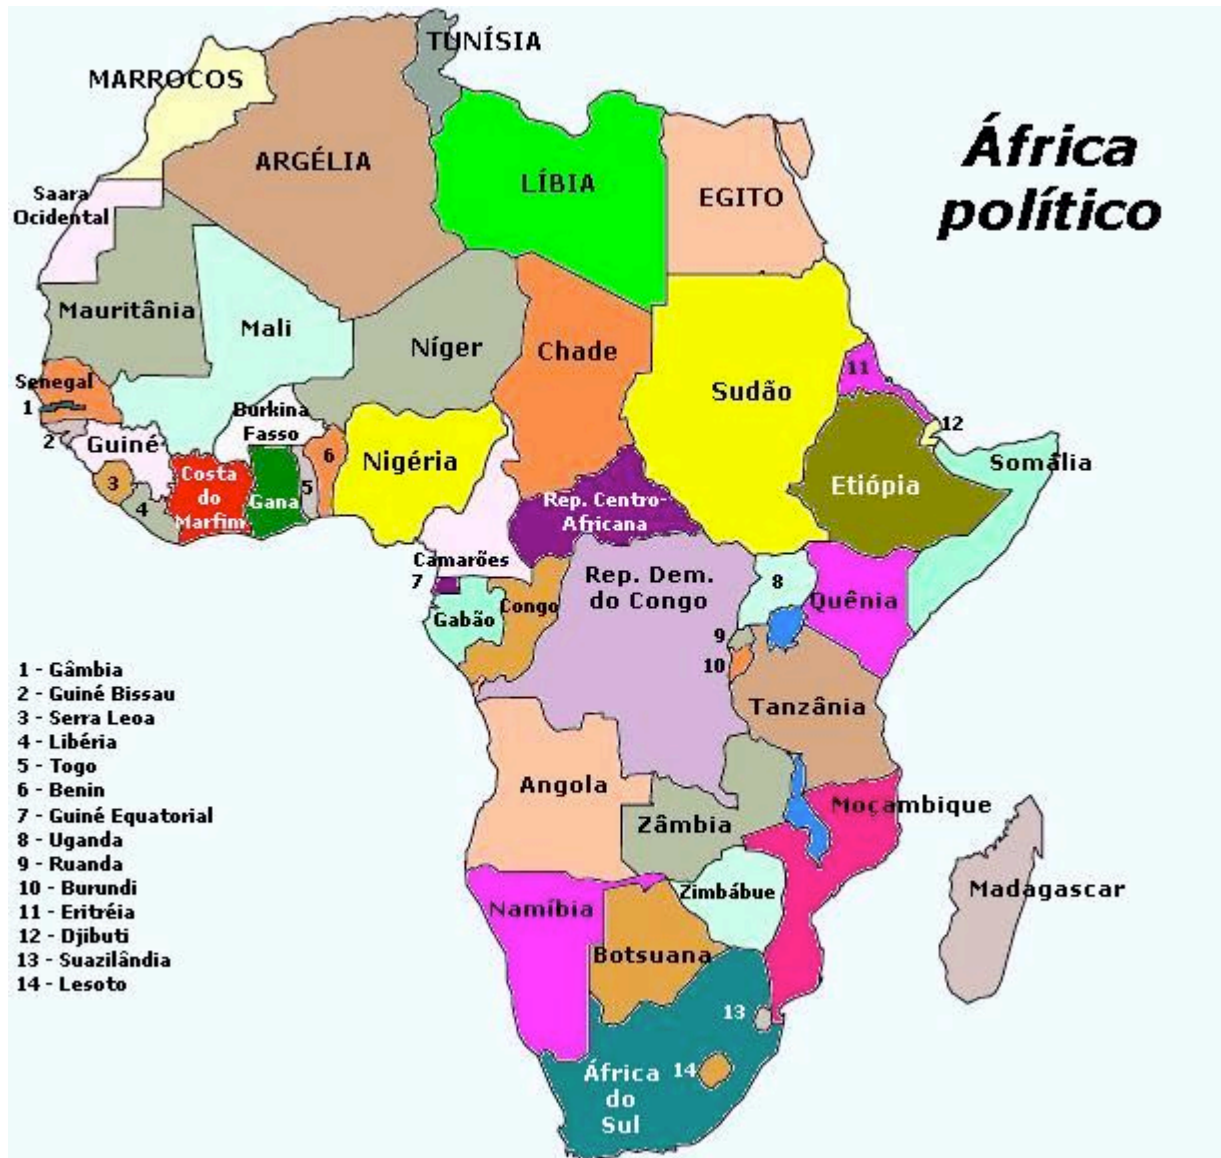 TUNÍSIA
MARROCOS
África
político
ARGÉLIA
LÍBIA
EGITO
Saara
Ocidental
Mauritânia
Mali
Níger
Chade
Sudão
11
Senegal
1
2
Burkina
Fasso
12
Guiné
Nigéria
6
Somália
3
4
Costa
do
Marfim
Gana
5
Etiópia
Rep. Centro-
Africana
Camarões
7
Rep. Dem.
do Congo
8
Quênia
Congo
Gabão
9
10
Tanzânia
1 - Gâmbia
2 - Guiné Bissau
3 - Serra Leoa
4 - Libéria
5 - Togo
6 - Benin
7 - Guiné Equatorial
8 - Uganda
9 - Ruanda
10 - Burundi
11 - Eritréia
12 - Djibuti
13 - Suazilândia
14 - Lesoto
Angola
Zâmbia
Moçambique
Madagascar
Zimbábue
Namíbia
Botsuana
13
14
África
do
Sul